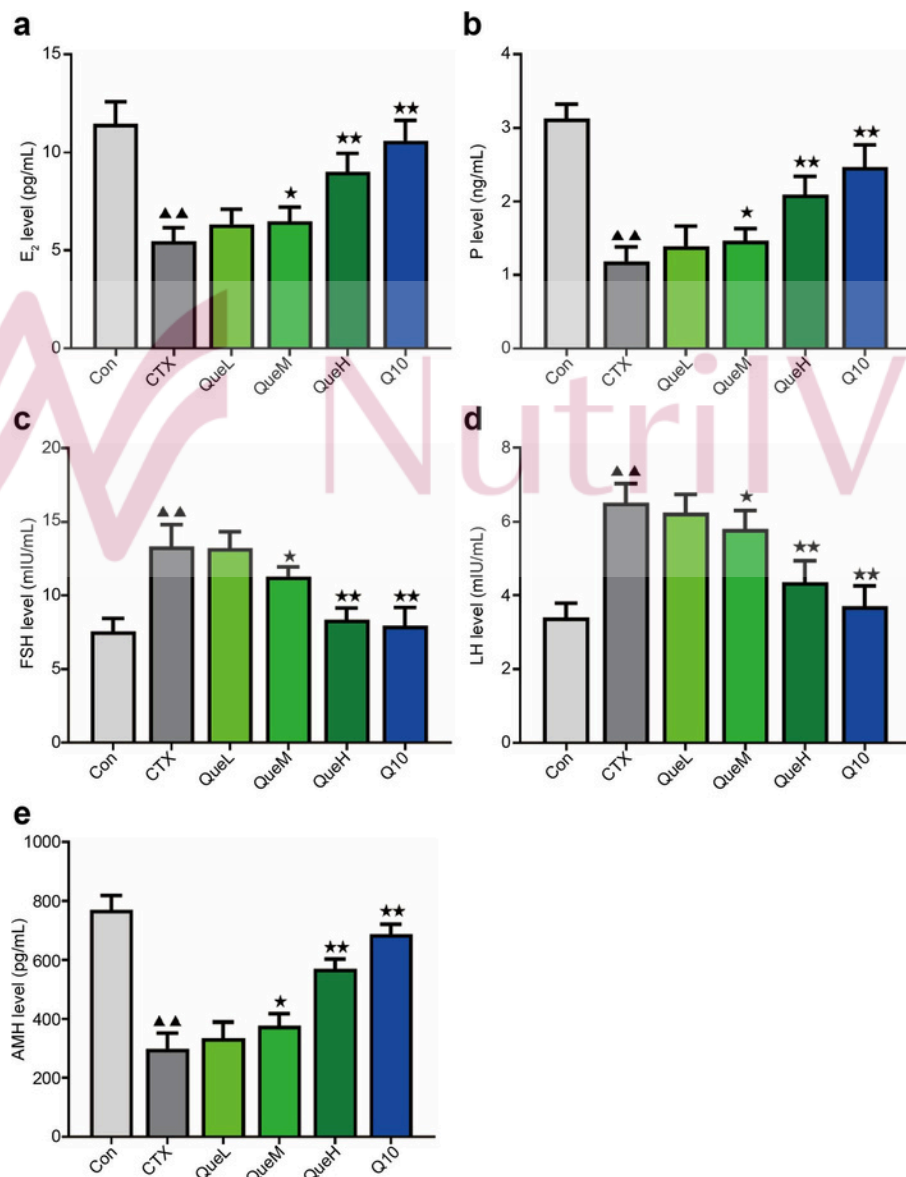 a
15
10
5
0
E₂ level (pg/mL)
▲▲
★
★★
★★
Con
CTX
QueL
QueM
QueH
Q10
b
4
3
2
1
0
P level (ng/mL)
▲▲
★
★★
★★
Con
CTX
QueL
QueM
QueH
Q10
NutriIV
c
20
15
10
5
0
FSH level (mIU/mL)
▲▲
★
★★
★★
Con
CTX
QueL
QueM
QueH
Q10
d
8
6
4
2
0
LH level (mIU/mL)
▲▲
★
★★
★★
Con
CTX
QueL
QueM
QueH
Q10
e
1000
800
600
400
200
0
AMH level (pg/mL)
▲▲
★
★★
★★
Con
CTX
QueL
QueM
QueH
Q10